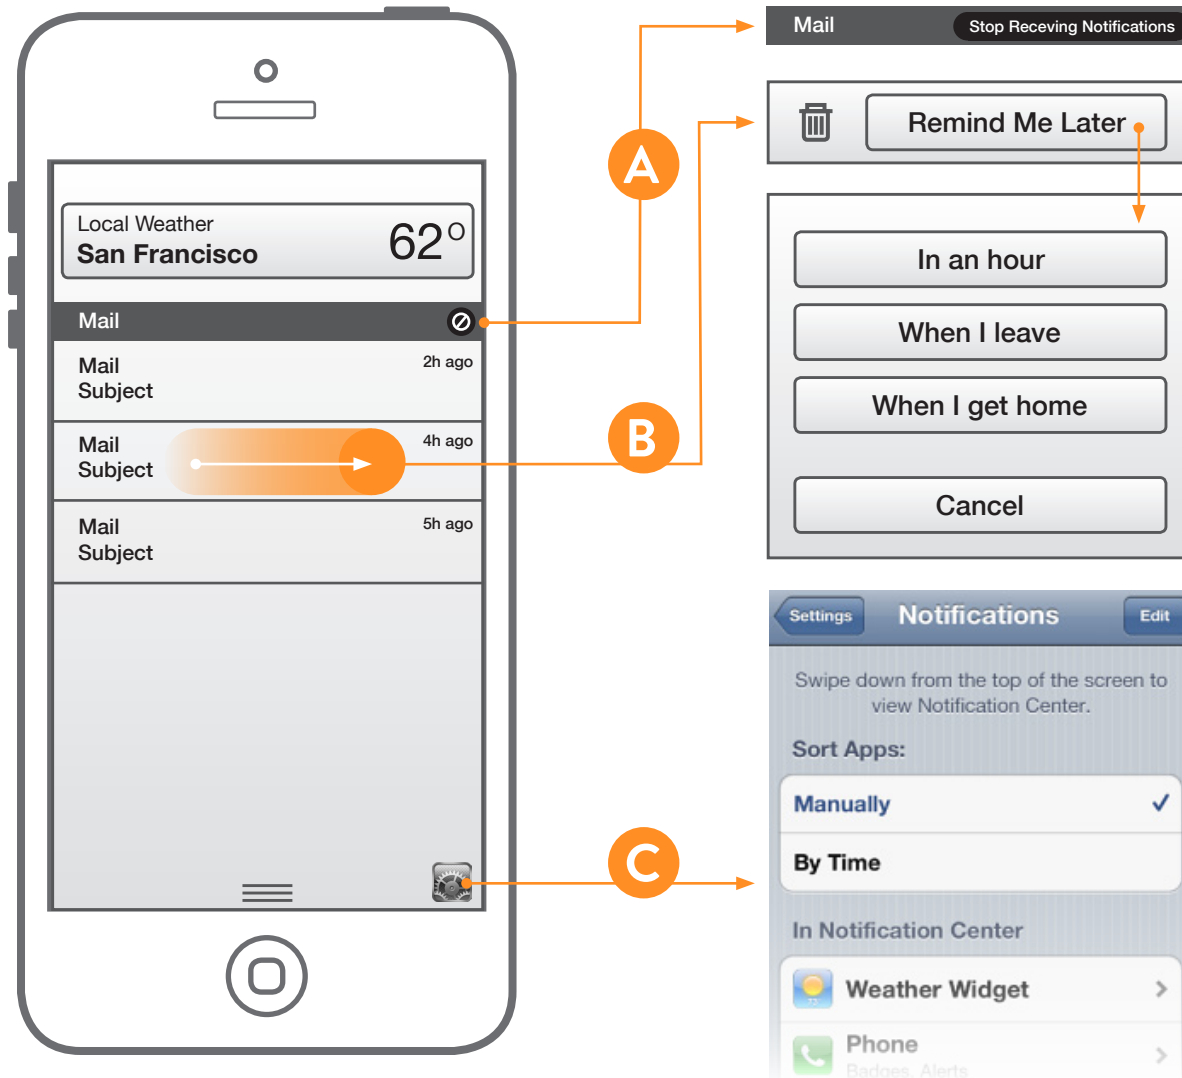 Local Weather
San Francisco
62°
Mail
Mail
Subject
2h ago
Mail
Subject
4h ago
Mail
Subject
5h ago
A
B
C
Mail
Stop Receving Notifications
Remind Me Later
In an hour
When I leave
When I get home
Cancel
Settings
Notifications
Edit
Swipe down from the top of the screen to
view Notification Center.
Sort Apps:
Manually
By Time
In Notification Center
Weather Widget
Phone
Badges, Alerts